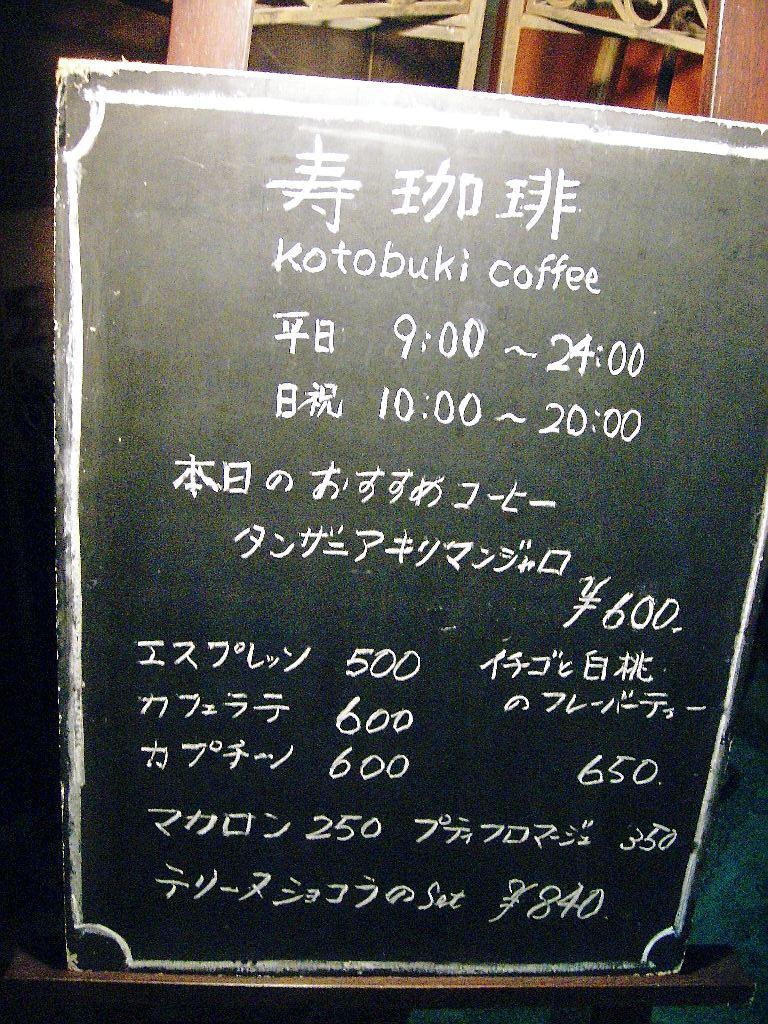 寿珈琲
kotobuki coffee
平日 9:00 ～ 24:00
日祝 10:00 ～ 20:00
本日のおすすめコーヒー
タンザニアキリマンジャロ
¥600.
エスプレッソ 500
カフェラテ 600
カプチーノ 600
イチゴと白桃
のフレーバーティー
650.
マカロン 250 プティフロマージュ 350
テリーヌショコラのSet ¥840.